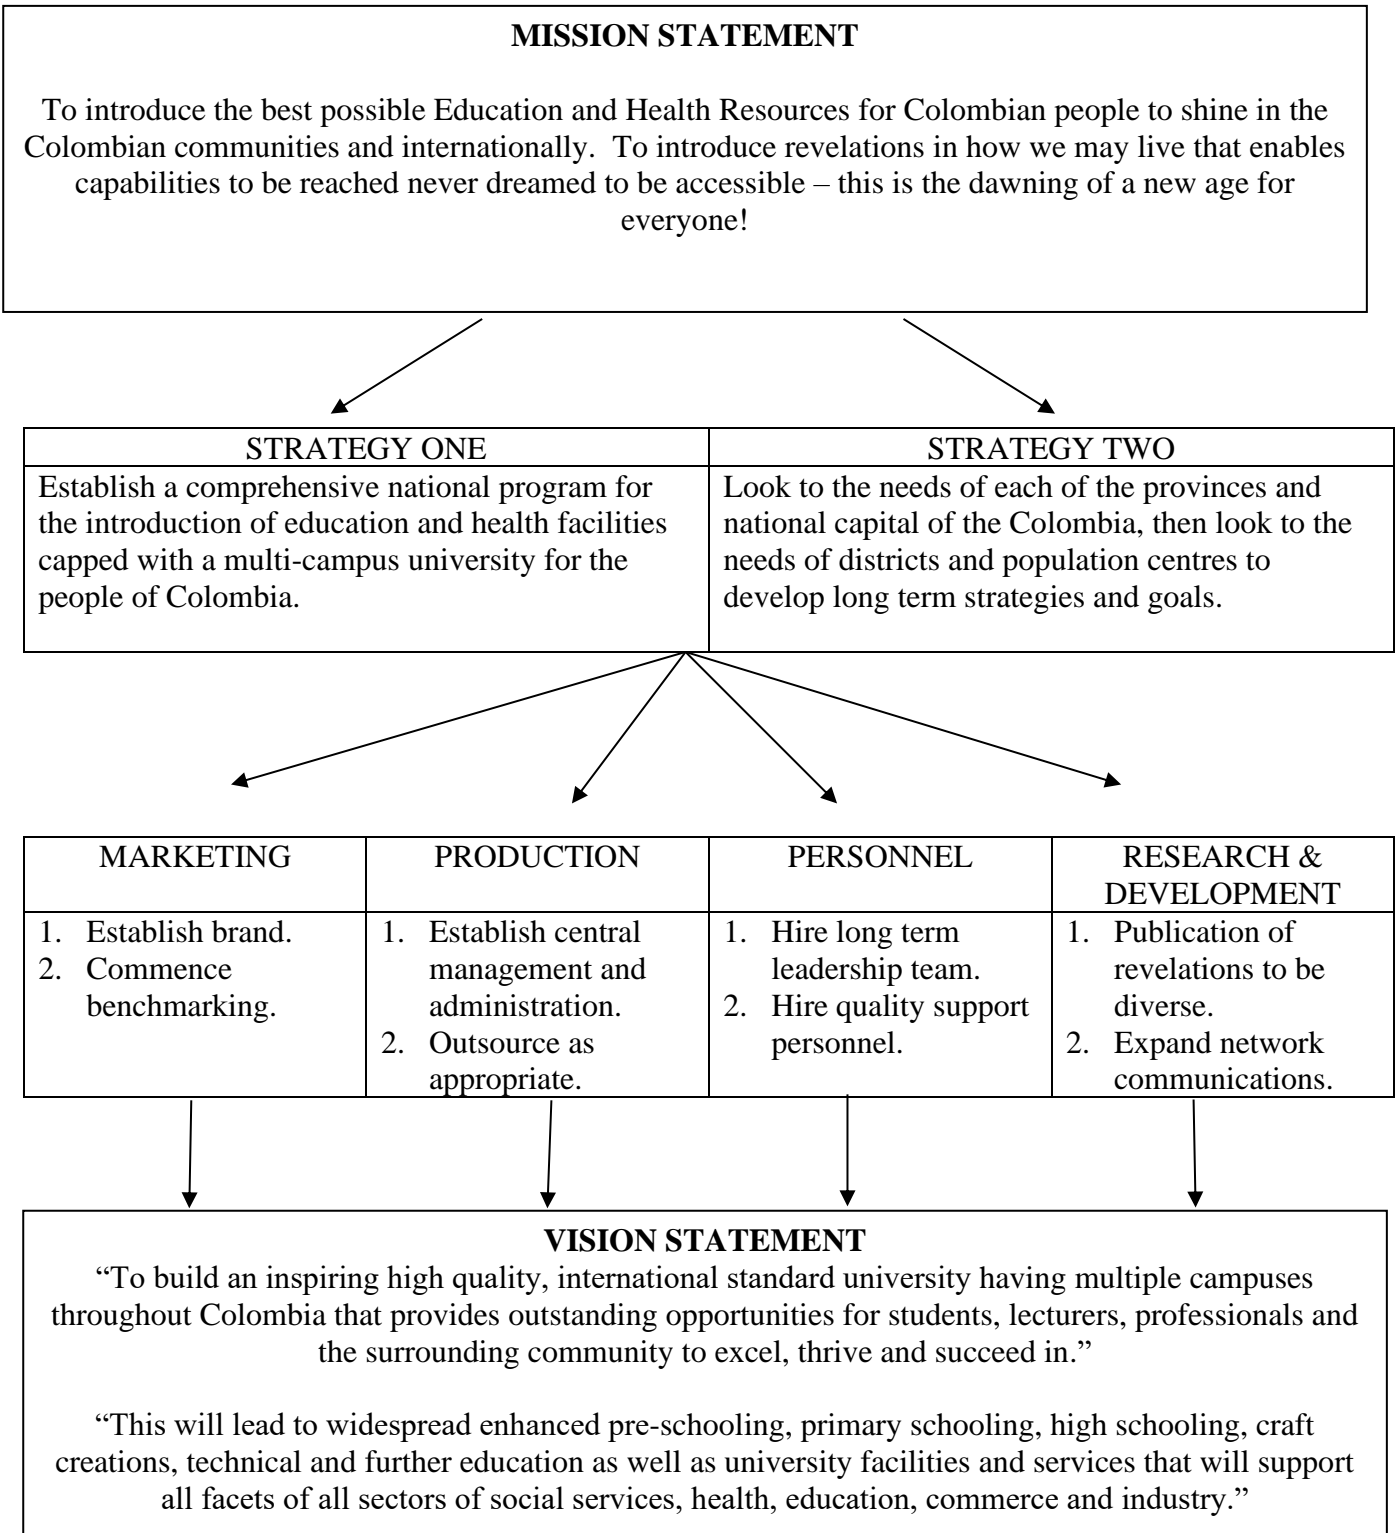 MISSION STATEMENT
To introduce the best possible Education and Health Resources for Colombian people to shine in the
Colombian communities and internationally.  To introduce revelations in how we may live that enables
capabilities to be reached never dreamed to be accessible – this is the dawning of a new age for
everyone!
STRATEGY ONE
Establish a comprehensive national program for
the introduction of education and health facilities
capped with a multi-campus university for the
people of Colombia.
STRATEGY TWO
Look to the needs of each of the provinces and
national capital of the Colombia, then look to the
needs of districts and population centres to
develop long term strategies and goals.
MARKETING
1. Establish brand.
2. Commence
benchmarking.
PRODUCTION
1. Establish central
management and
administration.
2. Outsource as
appropriate.
PERSONNEL
1. Hire long term
leadership team.
2. Hire quality support
personnel.
RESEARCH &
DEVELOPMENT
1. Publication of
revelations to be
diverse.
2. Expand network
communications.
VISION STATEMENT
“To build an inspiring high quality, international standard university having multiple campuses
throughout Colombia that provides outstanding opportunities for students, lecturers, professionals and
the surrounding community to excel, thrive and succeed in.”
“This will lead to widespread enhanced pre-schooling, primary schooling, high schooling, craft
creations, technical and further education as well as university facilities and services that will support
all facets of all sectors of social services, health, education, commerce and industry.”